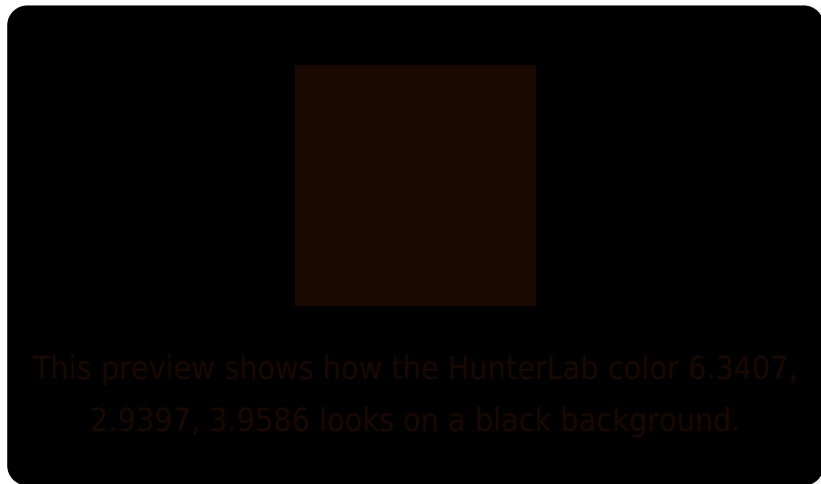 This preview shows how the HunterLab color 6.3407,
2.9397, 3.9586 looks on a black background.